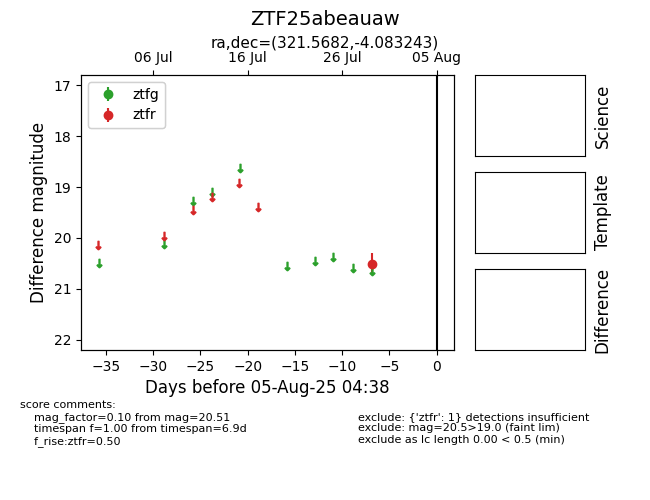 ZTF25abeauaw
ra,dec=(321.5682,-4.083243)
06 Jul 16 Jul 26 Jul 05 Aug
17
18
19
20
21
22
Difference magnitude
ztfg
ztfr
−35 −30 −25 −20 −15 −10 −5 0
Days before 05-Aug-25 04:38
Science
Template
Difference
score comments:
mag_factor=0.10 from mag=20.51
timespan f=1.00 from timespan=6.9d
f_rise:ztfr=0.50
exclude: {'ztfr': 1} detections insufficient
exclude: mag=20.5>19.0 (faint lim)
exclude as lc length 0.00 < 0.5 (min)